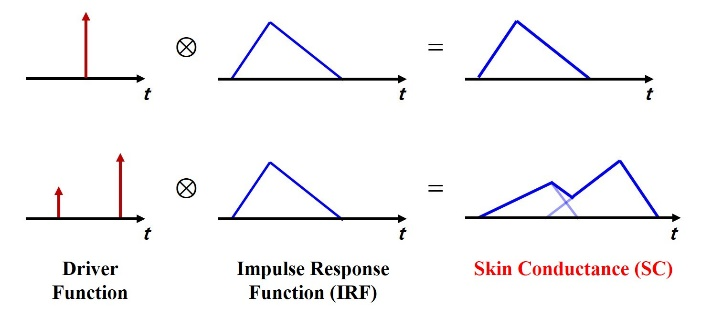 ⊗ =
t t t
⊗ =
t t t
Driver Function
Impulse Response Function (IRF)
Skin Conductance (SC)